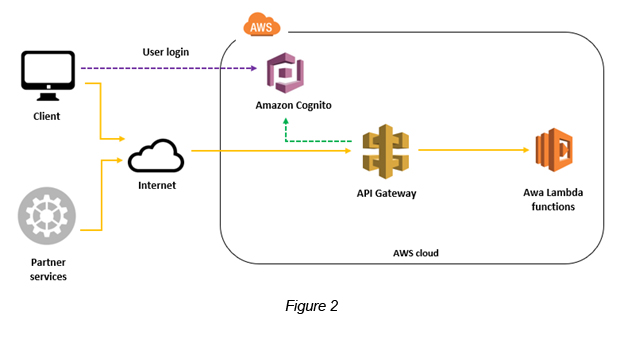 AWS
User login
Client
Amazon Cognito
Internet
API Gateway
Awa Lambda
functions
Partner
services
AWS cloud
Figure 2